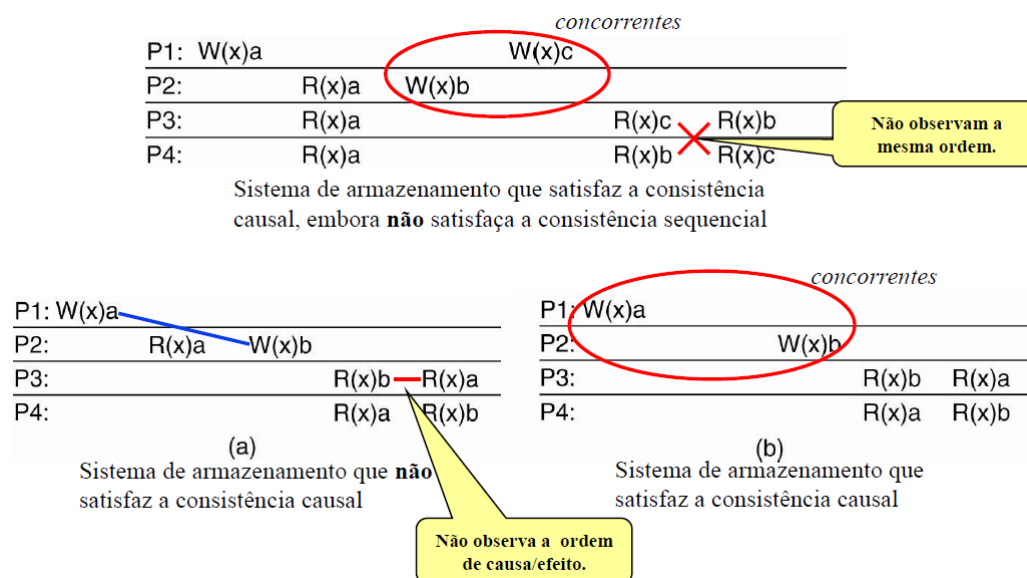 concorrentes
P1: W(x)a W(x)c
P2: R(x)a W(x)b
P3: R(x)a R(x)c R(x)b
P4: R(x)a R(x)b R(x)c
Não observam a
mesma ordem.
Sistema de armazenamento que satisfaz a consistência
causal, embora não satisfaça a consistência sequencial
P1: W(x)a
P2: R(x)a W(x)b
P3: R(x)b R(x)a
P4: R(x)a R(x)b
(a)
Sistema de armazenamento que não
satisfaz a consistência causal
Não observa a ordem
de causa/efeito.
concorrentes
P1: W(x)a
P2: W(x)b
P3: R(x)b R(x)a
P4: R(x)a R(x)b
(b)
Sistema de armazenamento que
satisfaz a consistência causal